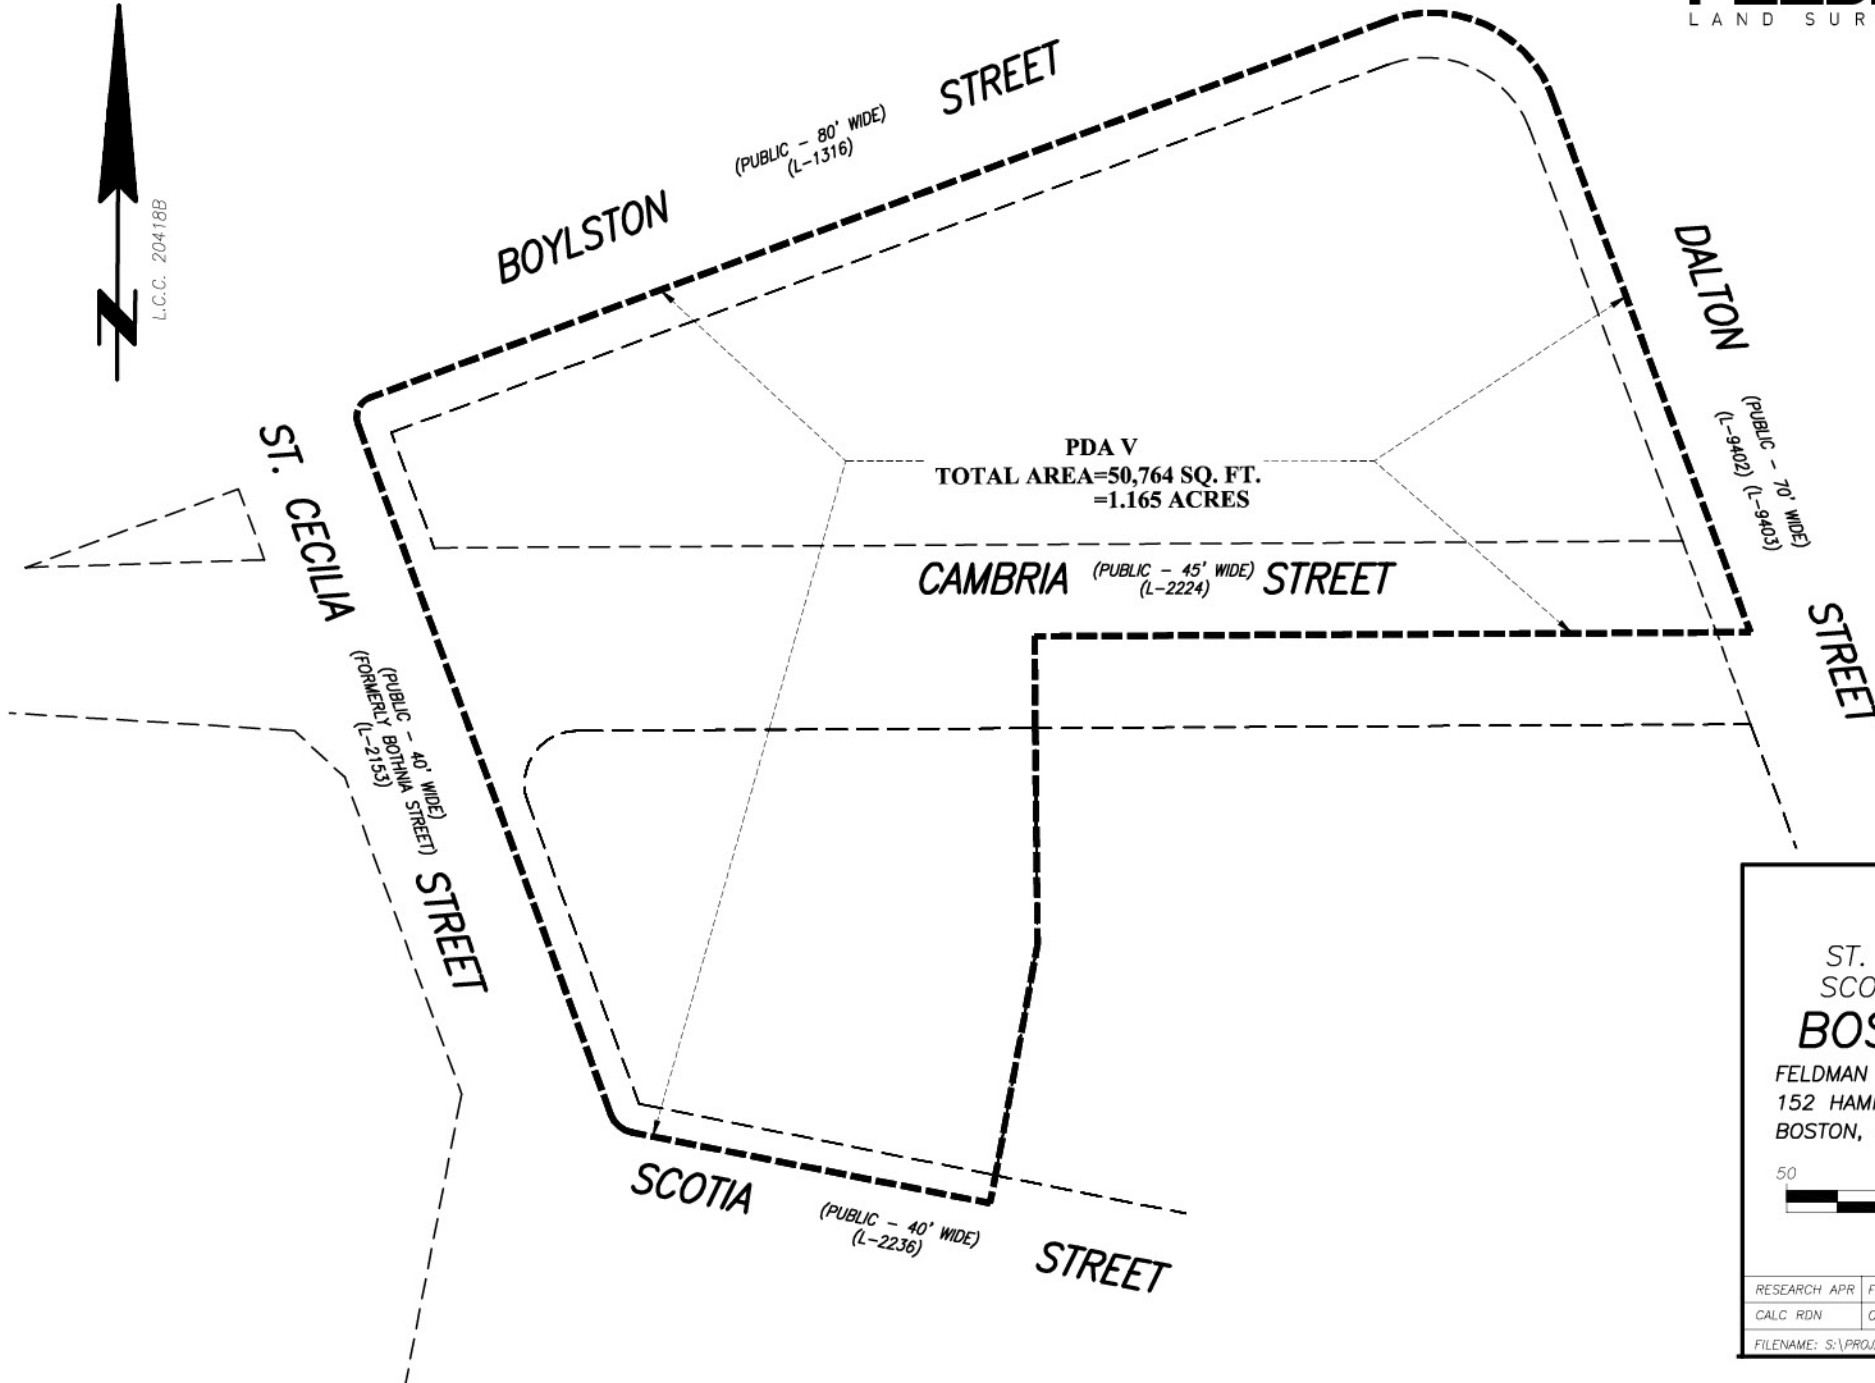 LAND SUR
N
L.C.C. 20418B
BOYLSTON STREET
(PUBLIC - 80' WIDE)
(L-1316)
DALTON STREET
(PUBLIC - 70' WIDE)
(L-9402) (L-9403)
PDA V
TOTAL AREA=50,764 SQ. FT.
=1.165 ACRES
CAMBRIA STREET
(PUBLIC - 45' WIDE)
(L-2224)
ST. CECILIA STREET
(PUBLIC - 40' WIDE)
(FORMERLY BOTHNIA STREET)
(L-2153)
SCOTIA STREET
(PUBLIC - 40' WIDE)
(L-2236)
ST.
SCO
BOS
FELDMAN
152 HAM
BOSTON,
50
RESEARCH APR F
CALC RDN
FILENAME: S:\PROJ